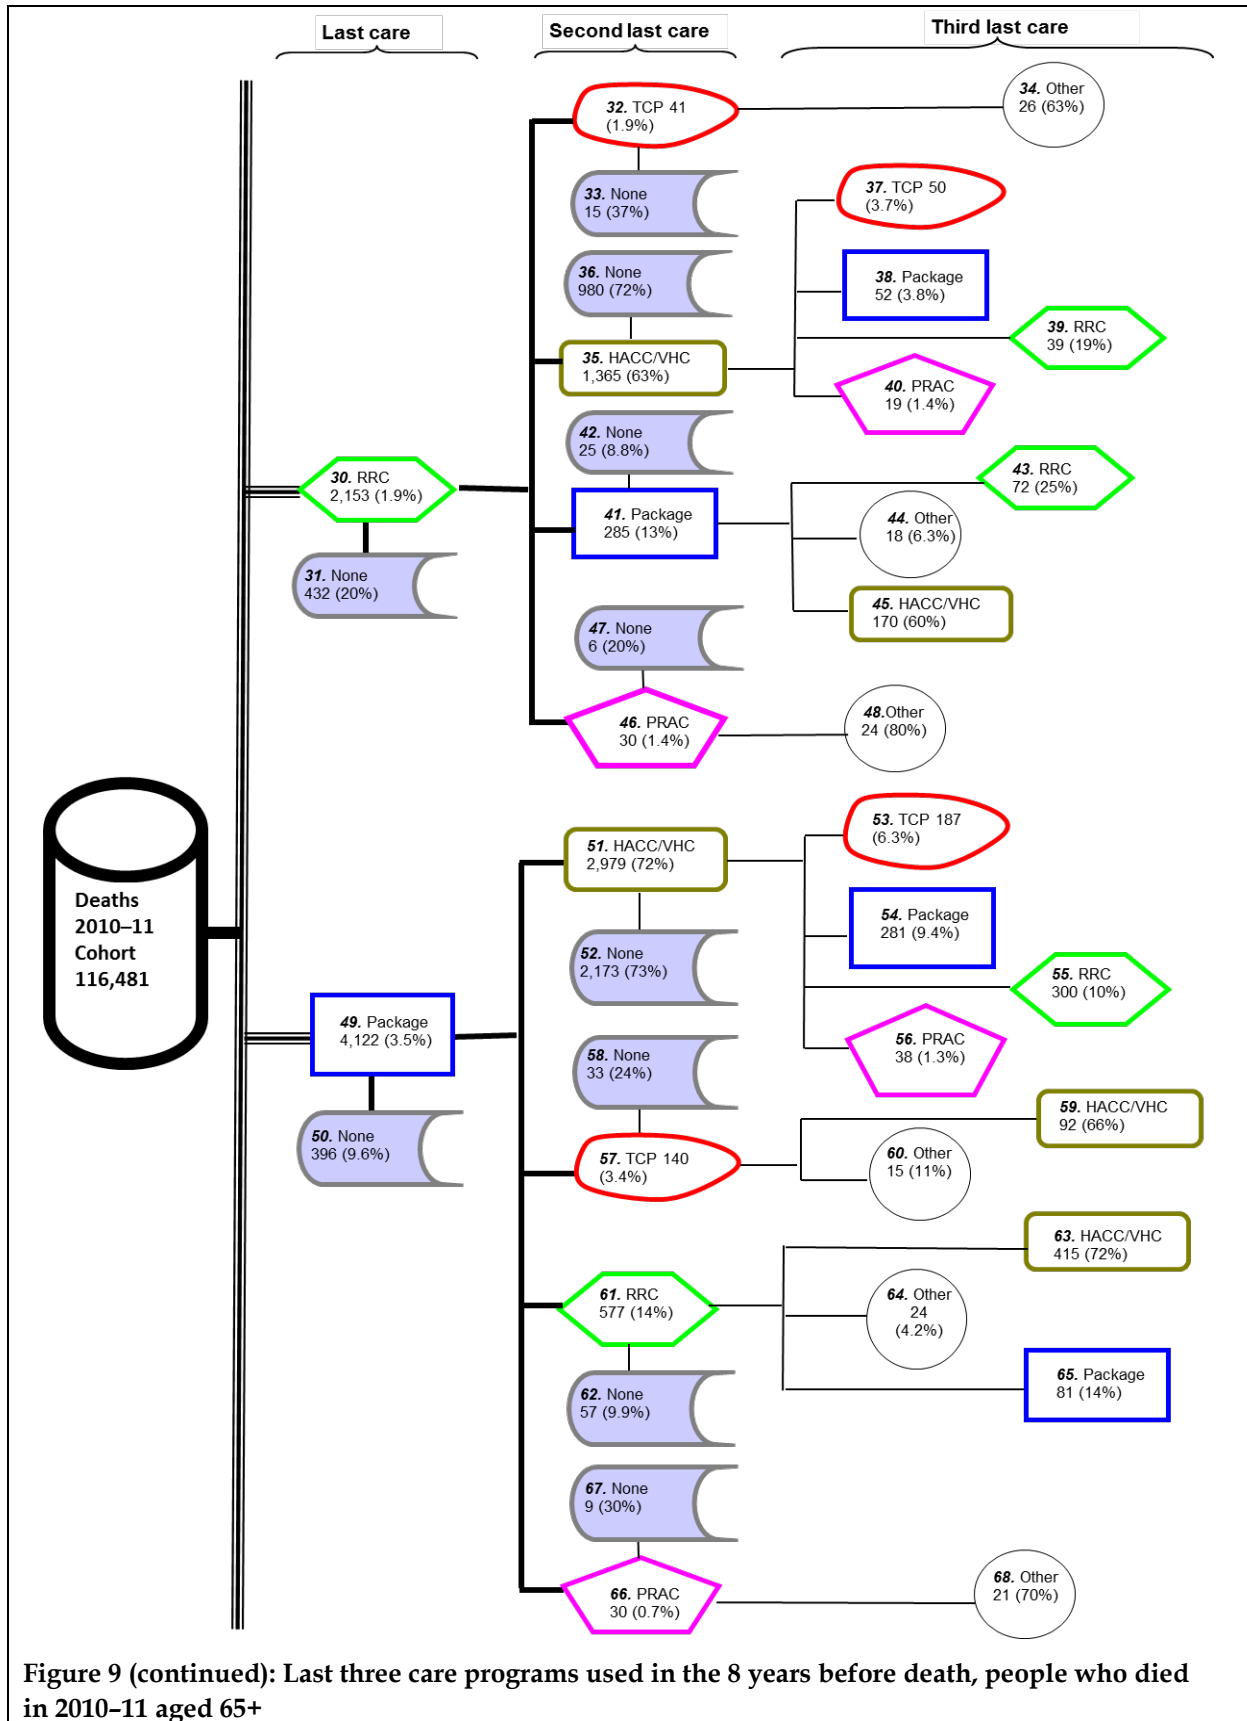 Last care
Second last care
Third last care
32. TCP 41
(1.9%)
34. Other
26 (63%)
33. None
15 (37%)
37. TCP 50
(3.7%)
36. None
980 (72%)
38. Package
52 (3.8%)
39. RRC
39 (19%)
35. HACC/VHC
1,365 (63%)
40. PRAC
19 (1.4%)
42. None
25 (8.8%)
43. RRC
72 (25%)
30. RRC
2,153 (1.9%)
41. Package
285 (13%)
44. Other
18 (6.3%)
31. None
432 (20%)
45. HACC/VHC
170 (60%)
47. None
6 (20%)
46. PRAC
30 (1.4%)
48.Other
24 (80%)
53. TCP 187
(6.3%)
51. HACC/VHC
2,979 (72%)
Deaths
2010–11
Cohort
116,481
54. Package
281 (9.4%)
52. None
2,173 (73%)
55. RRC
300 (10%)
49. Package
4,122 (3.5%)
56. PRAC
38 (1.3%)
58. None
33 (24%)
59. HACC/VHC
92 (66%)
50. None
396 (9.6%)
57. TCP 140
(3.4%)
60. Other
15 (11%)
63. HACC/VHC
415 (72%)
61. RRC
577 (14%)
64. Other
24
(4.2%)
65. Package
81 (14%)
62. None
57 (9.9%)
67. None
9 (30%)
66. PRAC
30 (0.7%)
68. Other
21 (70%)
Figure 9 (continued): Last three care programs used in the 8 years before death, people who died
in 2010–11 aged 65+